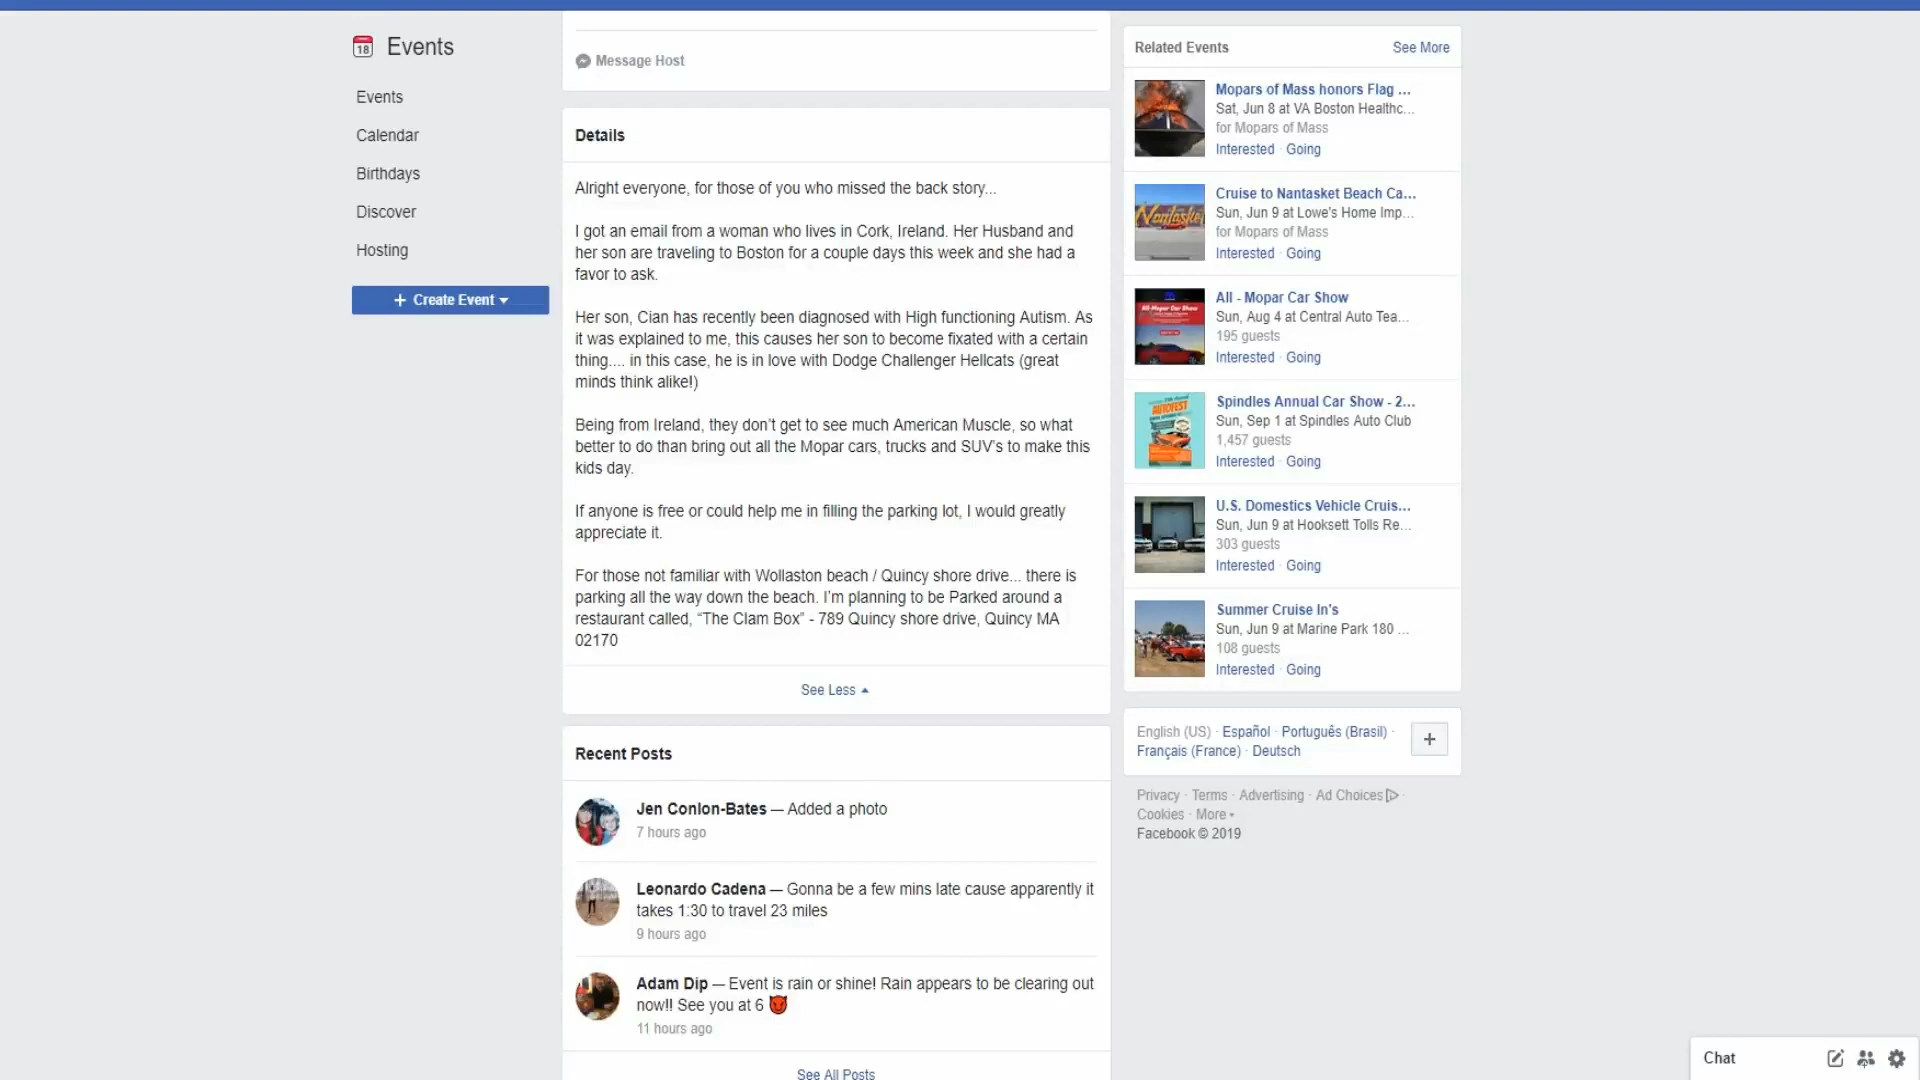 18 Events
Events
Calendar
Birthdays
Discover
Hosting
+ Create Event
Message Host
Details
Alright everyone, for those of you who missed the back story...
I got an email from a woman who lives in Cork, Ireland. Her Husband and
her son are traveling to Boston for a couple days this week and she had a
favor to ask.
Her son, Cian has recently been diagnosed with High functioning Autism. As
it was explained to me, this causes her son to become fixated with a certain
thing.... in this case, he is in love with Dodge Challenger Hellcats (great
minds think alike!)
Being from Ireland, they don’t get to see much American Muscle, so what
better to do than bring out all the Mopar cars, trucks and SUV’s to make this
kids day.
If anyone is free or could help me in filling the parking lot, I would greatly
appreciate it.
For those not familiar with Wollaston beach / Quincy shore drive... there is
parking all the way down the beach. I’m planning to be Parked around a
restaurant called, “The Clam Box” - 789 Quincy shore drive, Quincy MA
02170
See Less
Recent Posts
Jen Conlon-Bates — Added a photo
7 hours ago
Leonardo Cadena — Gonna be a few mins late cause apparently it
takes 1:30 to travel 23 miles
9 hours ago
Adam Dip — Event is rain or shine! Rain appears to be clearing out
now!! See you at 6 😈
11 hours ago
See All Posts
Related Events See More
Mopars of Mass honors Flag ...
Sat, Jun 8 at VA Boston Healthc...
for Mopars of Mass
Interested · Going
Nantasket
Cruise to Nantasket Beach Ca...
Sun, Jun 9 at Lowe's Home Imp...
for Mopars of Mass
Interested · Going
All-Mopar Car Show
All - Mopar Car Show
Sun, Aug 4 at Central Auto Tea...
195 guests
Interested · Going
AUTOFEST
Spindles Annual Car Show - 2...
Sun, Sep 1 at Spindles Auto Club
1,457 guests
Interested · Going
U.S. Domestics Vehicle Cruis...
Sun, Jun 9 at Hooksett Tolls Re...
303 guests
Interested · Going
Summer Cruise In's
Sun, Jun 9 at Marine Park 180 ...
108 guests
Interested · Going
English (US) · Español · Português (Brasil) ·
Français (France) · Deutsch
+
Privacy · Terms · Advertising · Ad Choices ·
Cookies · More
Facebook © 2019
Chat